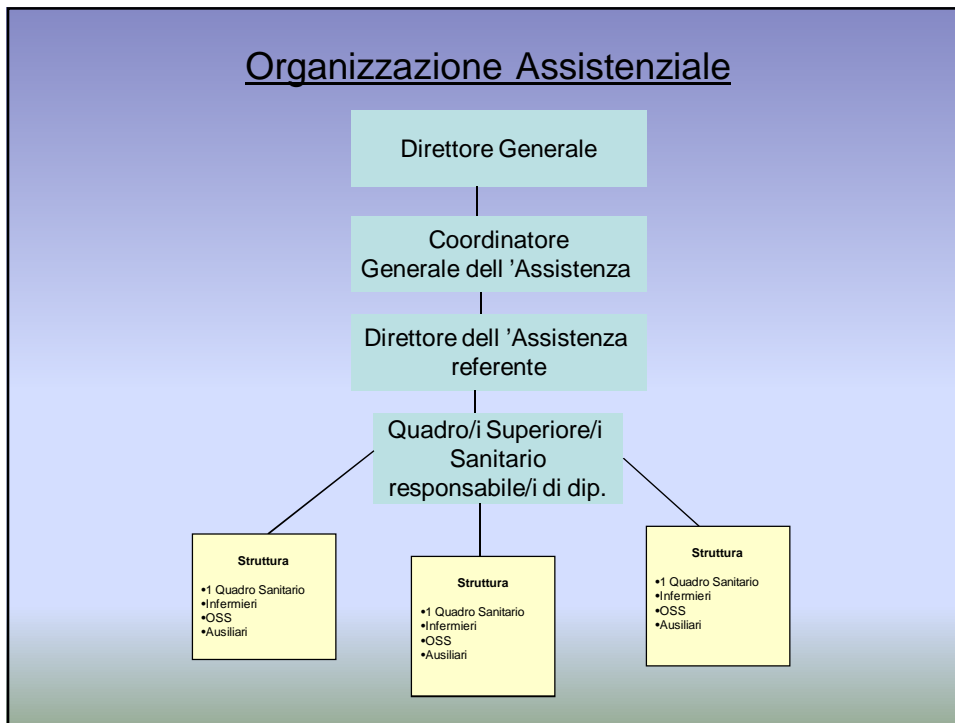 Organizzazione Assistenziale
Direttore Generale
Coordinatore
Generale dell ’Assistenza
Direttore dell ’Assistenza
referente
Quadro/i Superiore/i
Sanitario
responsabile/i di dip.
Struttura
•1 Quadro Sanitario
•Infermieri
•OSS
•Ausiliari
Struttura
•1 Quadro Sanitario
•Infermieri
•OSS
•Ausiliari
Struttura
•1 Quadro Sanitario
•Infermieri
•OSS
•Ausiliari